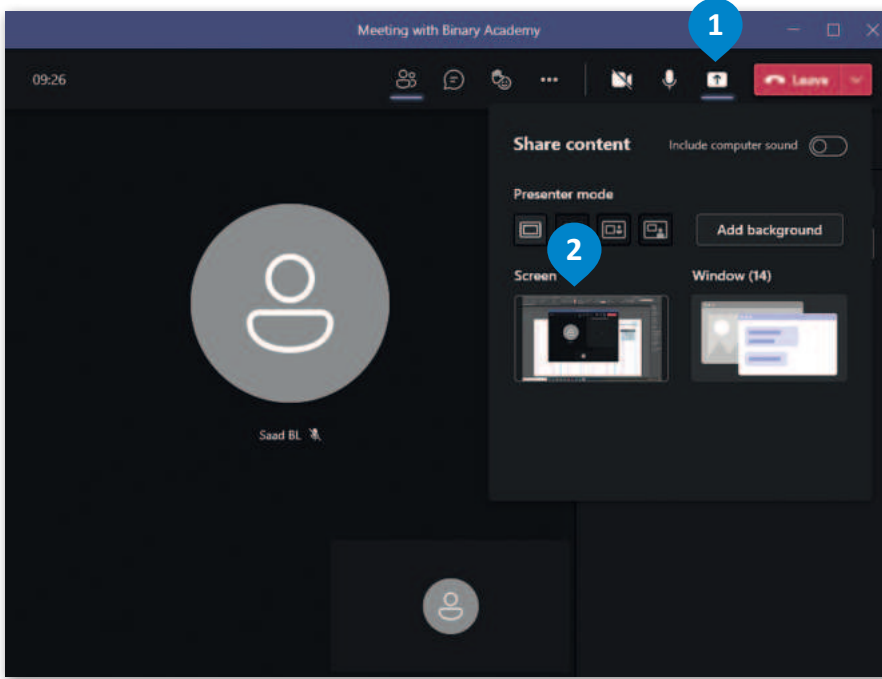 Meeting with Binary Academy
1
09:26
Leave
Share content
Include computer sound
Presenter mode
Add background
2
Screen
Window (14)
Saad BL